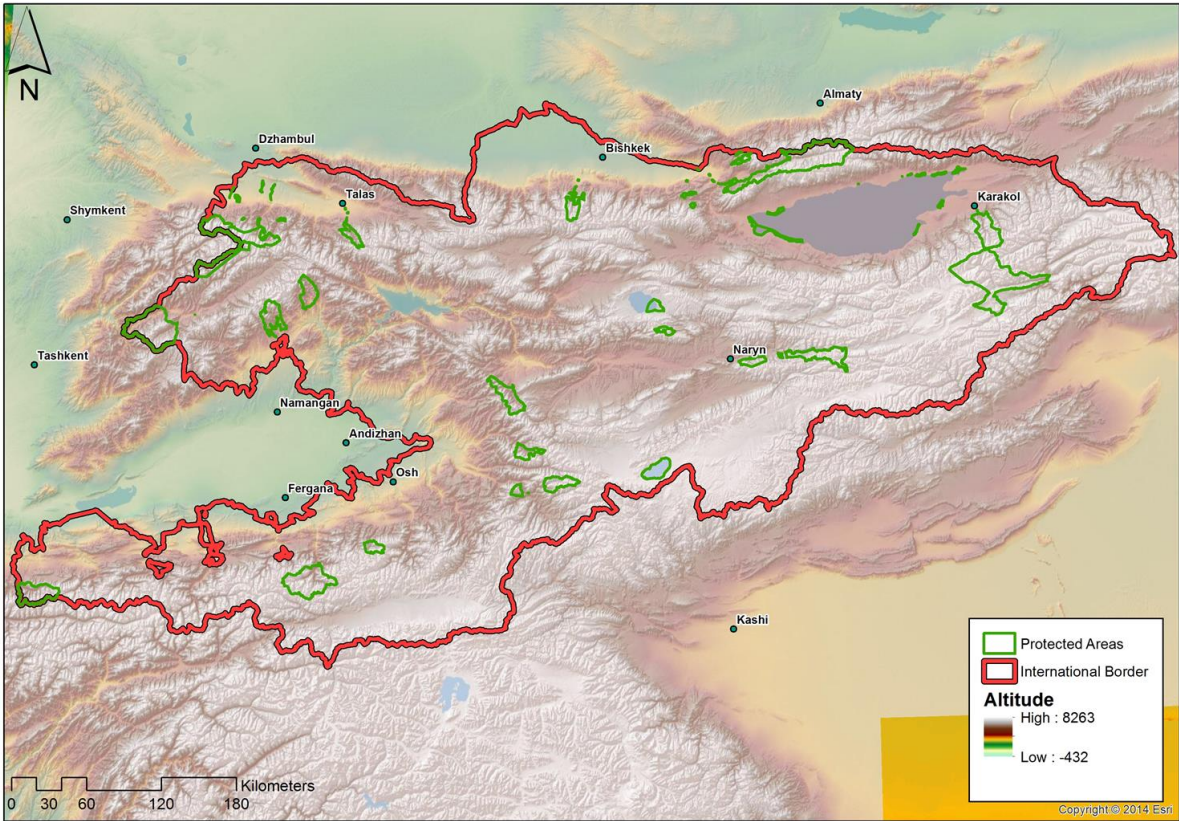 N
Almaty
Dzhambul
Bishkek
Talas
Karakol
Shymkent
Tashkent
Naryn
Namangan
Andizhan
Osh
Fergana
Kashi
Protected Areas
International Border
Altitude
High : 8263
Low : -432
Kilometers
0 30 60 120 180
Copyright © 2014 Esri